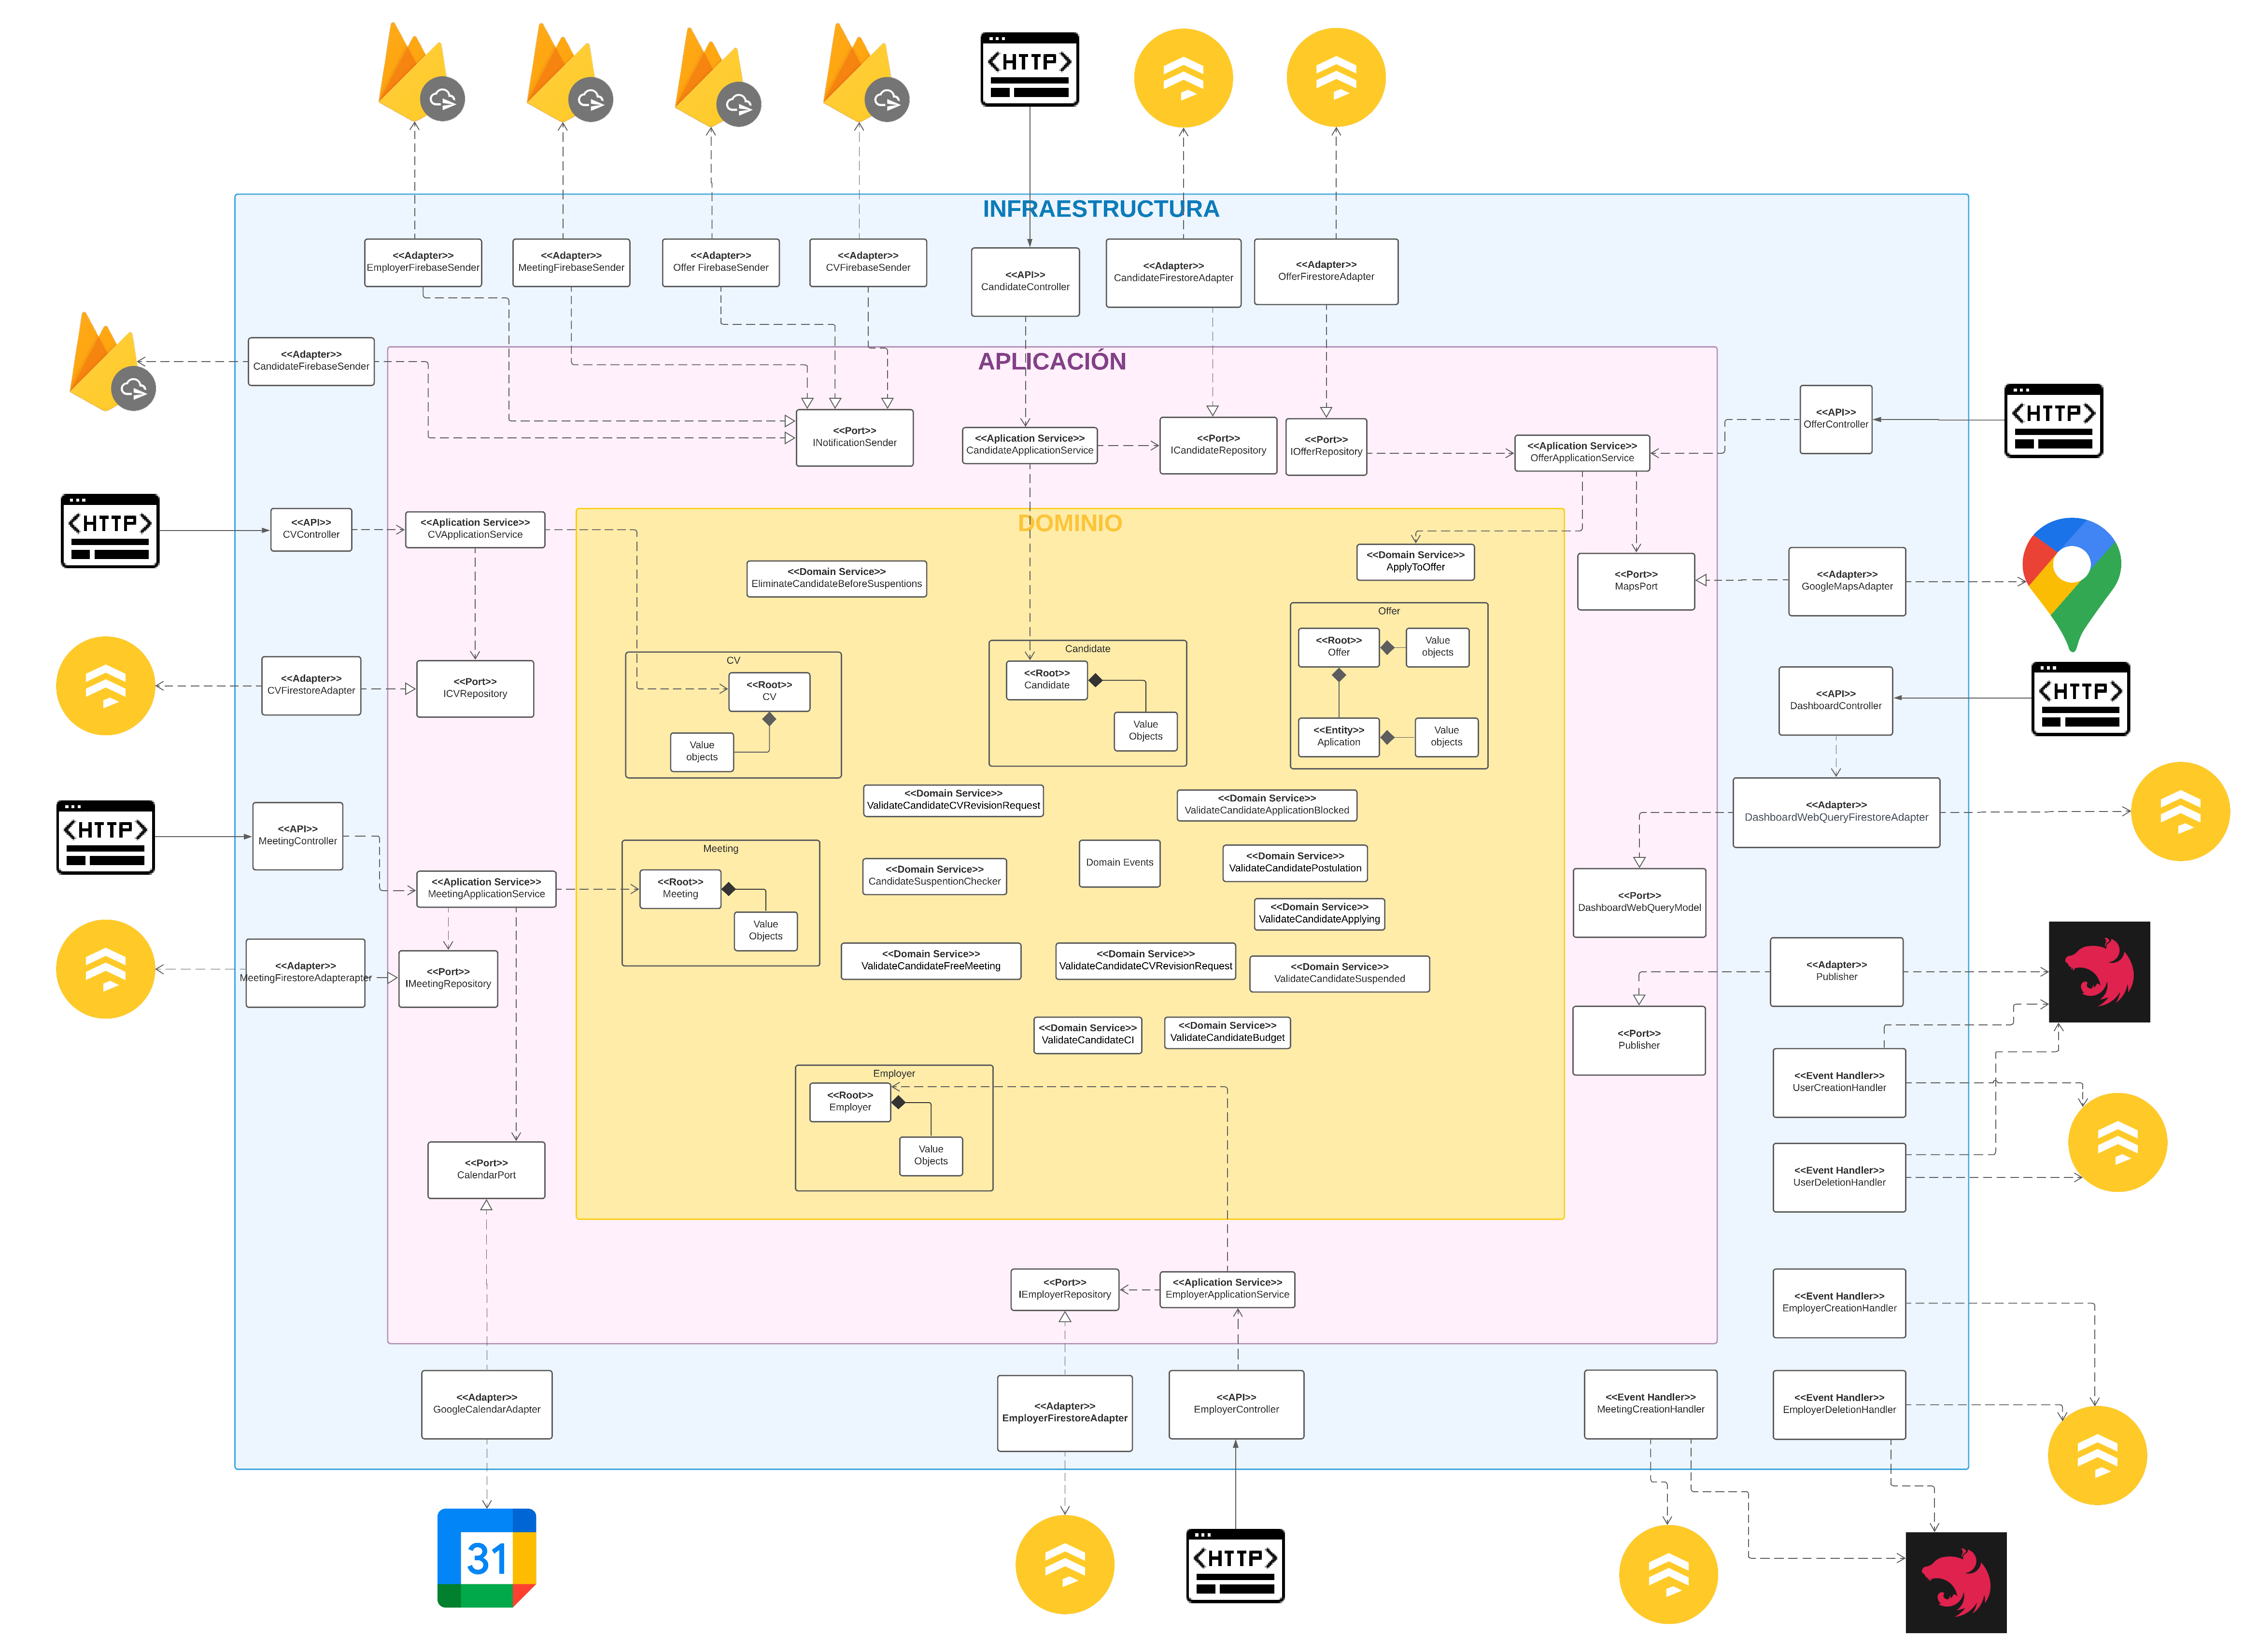 <HTTP>
INFRAESTRUCTURA
<<Adapter>>
EmployerFirebaseSender
<<Adapter>>
MeetingFirebaseSender
<<Adapter>>
Offer FirebaseSender
<<Adapter>>
CVFirebaseSender
<<API>>
CandidateController
<<Adapter>>
CandidateFirestoreAdapter
<<Adapter>>
OfferFirestoreAdapter
<<Adapter>>
CandidateFirebaseSender
APLICACIÓN
<<Port>>
INotificationSender
<<Aplication Service>>
CandidateApplicationService
<<Port>>
ICandidateRepository
<<Port>>
IOfferRepository
<<Aplication Service>>
OfferApplicationService
<<API>>
OfferController
<HTTP>
<HTTP>
<<API>>
CVController
<<Aplication Service>>
CVApplicationService
DOMINIO
<<Domain Service>>
EliminateCandidateBeforeSuspentions
<<Domain Service>>
ApplyToOffer
<<Port>>
MapsPort
<<Adapter>>
GoogleMapsAdapter
<<Adapter>>
CVFirestoreAdapter
<<Port>>
ICVRepository
CV
<<Root>>
CV
Value
objects
Candidate
<<Root>>
Candidate
Value
Objects
Offer
<<Root>>
Offer
Value
objects
<<Entity>>
Aplication
Value
objects
<<API>>
DashboardController
<HTTP>
<HTTP>
<<API>>
MeetingController
<<Domain Service>>
ValidateCandidateCVRevisionRequest
<<Domain Service>>
ValidateCandidateApplicationBlocked
<<Adapter>>
DashboardWebQueryFirestoreAdapter
<<Aplication Service>>
MeetingApplicationService
Meeting
<<Root>>
Meeting
Value
Objects
<<Domain Service>>
CandidateSuspentionChecker
Domain Events
<<Domain Service>>
ValidateCandidatePostulation
<<Domain Service>>
ValidateCandidateApplying
<<Port>>
DashboardWebQueryModel
<<Adapter>>
MeetingFirestoreAdapterapter
<<Port>>
IMeetingRepository
<<Domain Service>>
ValidateCandidateFreeMeeting
<<Domain Service>>
ValidateCandidateCVRevisionRequest
<<Domain Service>>
ValidateCandidateSuspended
<<Adapter>>
Publisher
<<Domain Service>>
ValidateCandidateCI
<<Domain Service>>
ValidateCandidateBudget
<<Port>>
Publisher
<<Event Handler>>
UserCreationHandler
Employer
<<Root>>
Employer
Value
Objects
<<Port>>
CalendarPort
<<Event Handler>>
UserDeletionHandler
<<Port>>
IEmployerRepository
<<Aplication Service>>
EmployerApplicationService
<<Event Handler>>
EmployerCreationHandler
<<Adapter>>
GoogleCalendarAdapter
<<Adapter>>
EmployerFirestoreAdapter
<<API>>
EmployerController
<<Event Handler>>
MeetingCreationHandler
<<Event Handler>>
EmployerDeletionHandler
31
<HTTP>